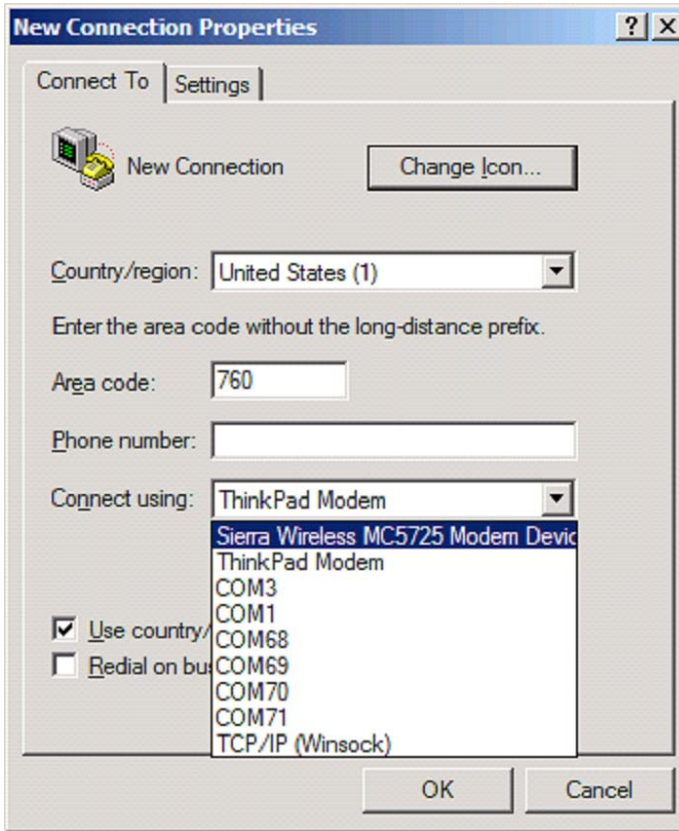 New Connection Properties
Connect To
Settings
New Connection
Change Icon...
Country/region: United States (1)
Enter the area code without the long-distance prefix.
Area code: 760
Phone number:
Connect using: ThinkPad Modem
Sierra Wireless MC5725 Modem Devic
ThinkPad Modem
COM3
COM1
COM68
Use country/
COM69
Redial on bu
COM70
COM71
TCP/IP (Winsock)
OK
Cancel